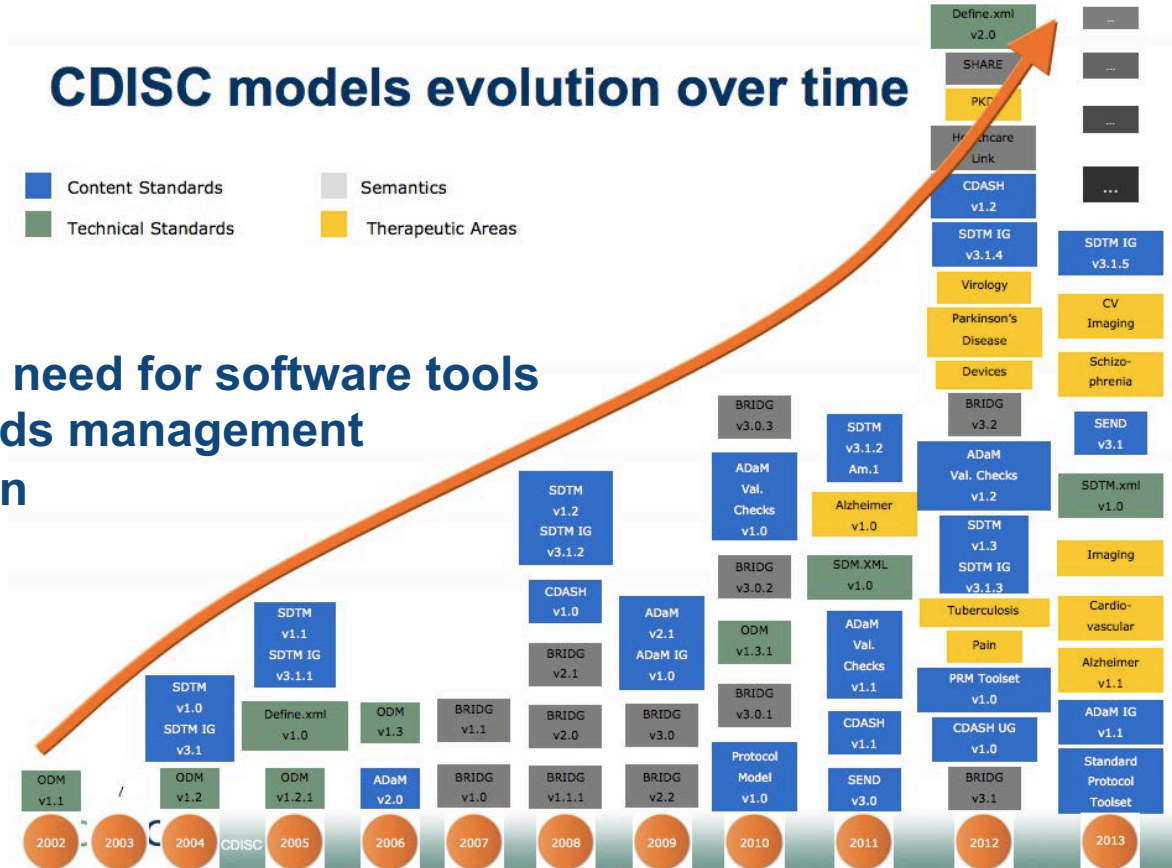 CDISC models evolution over time
Content Standards
Semantics
Technical Standards
Therapeutic Areas
need for software tools
ds management
n
ODM
v1.1
/
SDTM
v1.0
SDTM IG
v3.1
ODM
v1.2
SDTM
v1.1
SDTM IG
v3.1.1
Define.xml
v1.0
ODM
v1.2.1
ODM
v1.3
ADaM
v2.0
BRIDG
v1.1
BRIDG
v1.0
SDTM
v1.2
SDTM IG
v3.1.2
CDASH
v1.0
BRIDG
v2.1
BRIDG
v2.0
BRIDG
v1.1.1
ADaM
v2.1
ADaM IG
v1.0
BRIDG
v3.0
BRIDG
v2.2
BRIDG
v3.0.3
ADaM
Val.
Checks
v1.0
BRIDG
v3.0.2
ODM
v1.3.1
BRIDG
v3.0.1
Protocol
Model
v1.0
SDTM
v3.1.2
Am.1
Alzheimer
v1.0
SDM.XML
v1.0
ADaM
Val.
Checks
v1.1
CDASH
v1.1
SEND
v3.0
Define.xml
v2.0
SHARE
PKD
Healthcare
Link
CDASH
v1.2
SDTM IG
v3.1.4
Virology
Parkinson's
Disease
Devices
BRIDG
v3.2
ADaM
Val. Checks
v1.2
SDTM
v1.3
SDTM IG
v3.1.3
Tuberculosis
Pain
PRM Toolset
v1.0
CDASH UG
v1.0
BRIDG
v3.1
...
...
...
...
SDTM IG
v3.1.5
CV
Imaging
Schizo-
phrenia
SEND
v3.1
SDTM.xml
v1.0
Imaging
Cardio-
vascular
Alzheimer
v1.1
ADaM IG
v1.1
Standard
Protocol
Toolset
2002
2003
2004
CDISC
2005
2006
2007
2008
2009
2010
2011
2012
2013